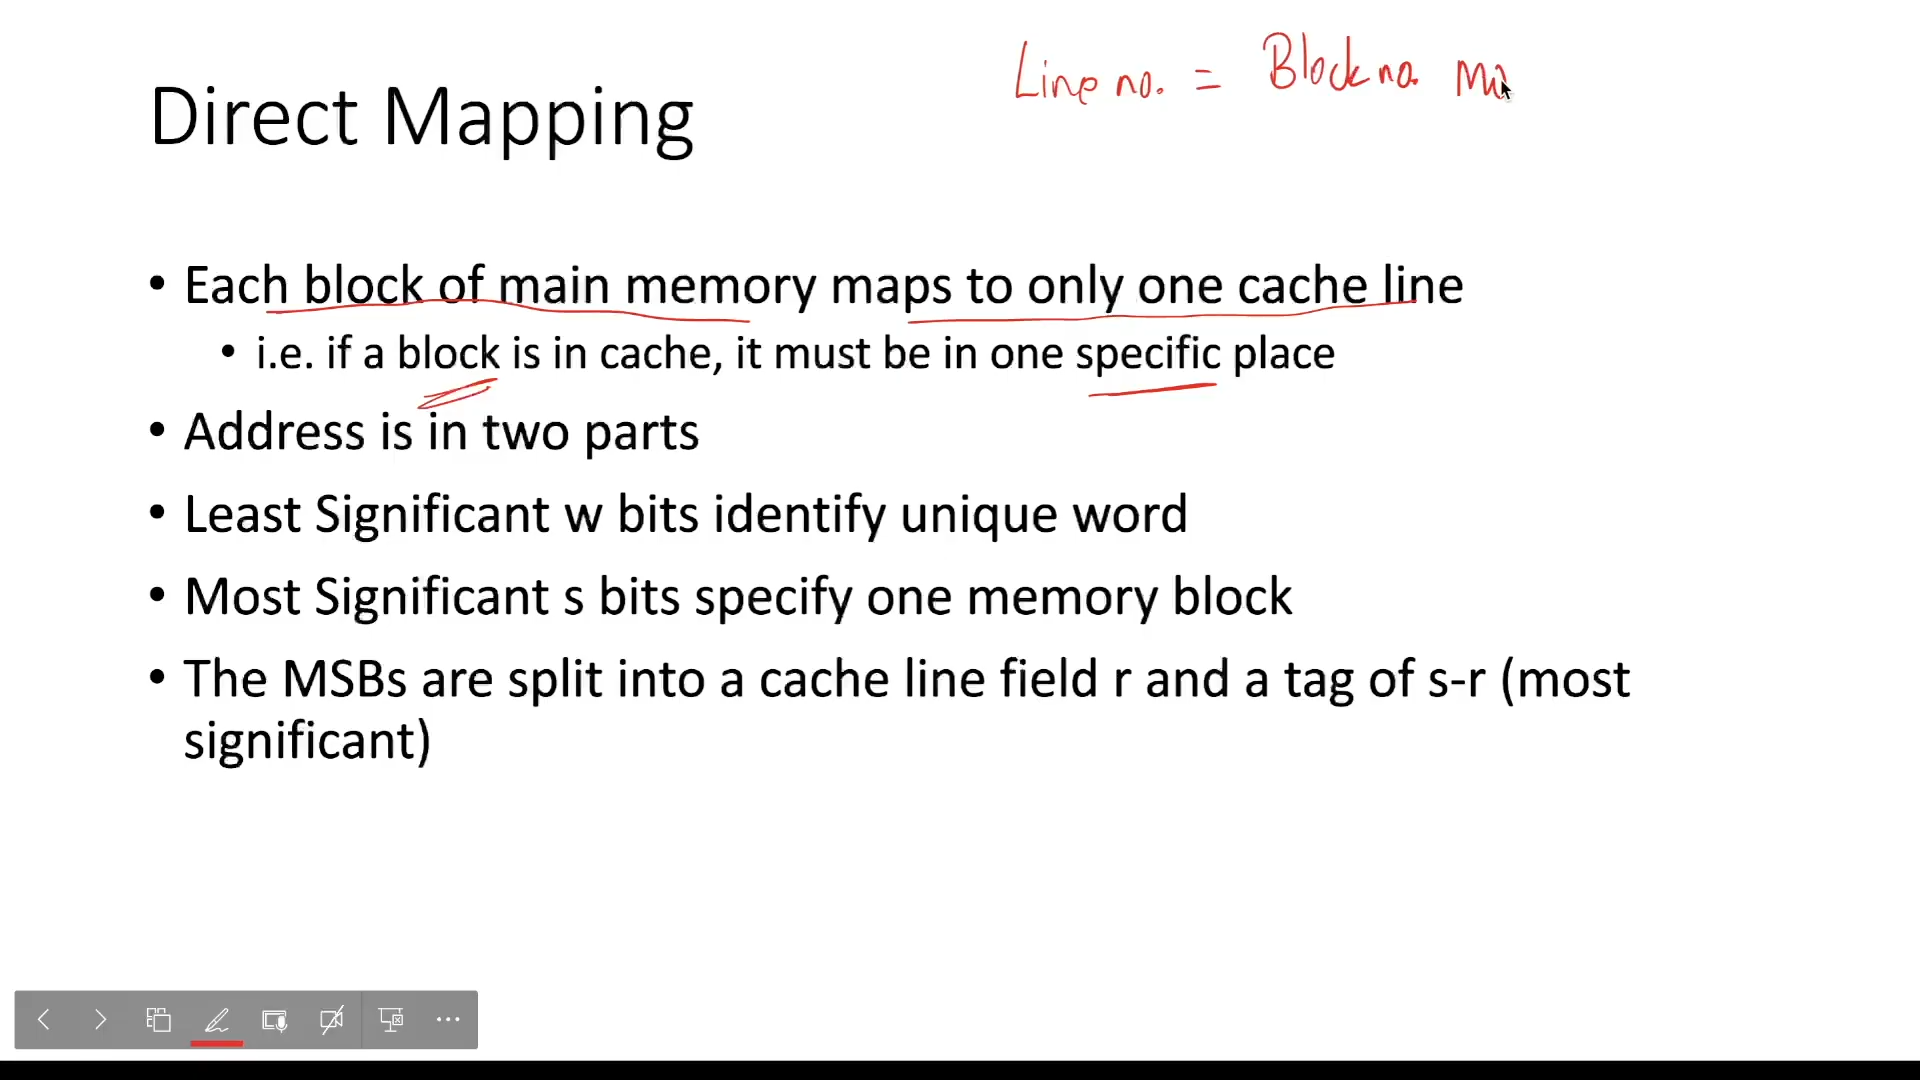 Line no. = Block no.
Direct Mapping
• Each block of main memory maps to only one cache line
• i.e. if a block is in cache, it must be in one specific place
• Address is in two parts
• Least Significant w bits identify unique word
• Most Significant s bits specify one memory block
• The MSBs are split into a cache line field r and a tag of s-r (most
significant)